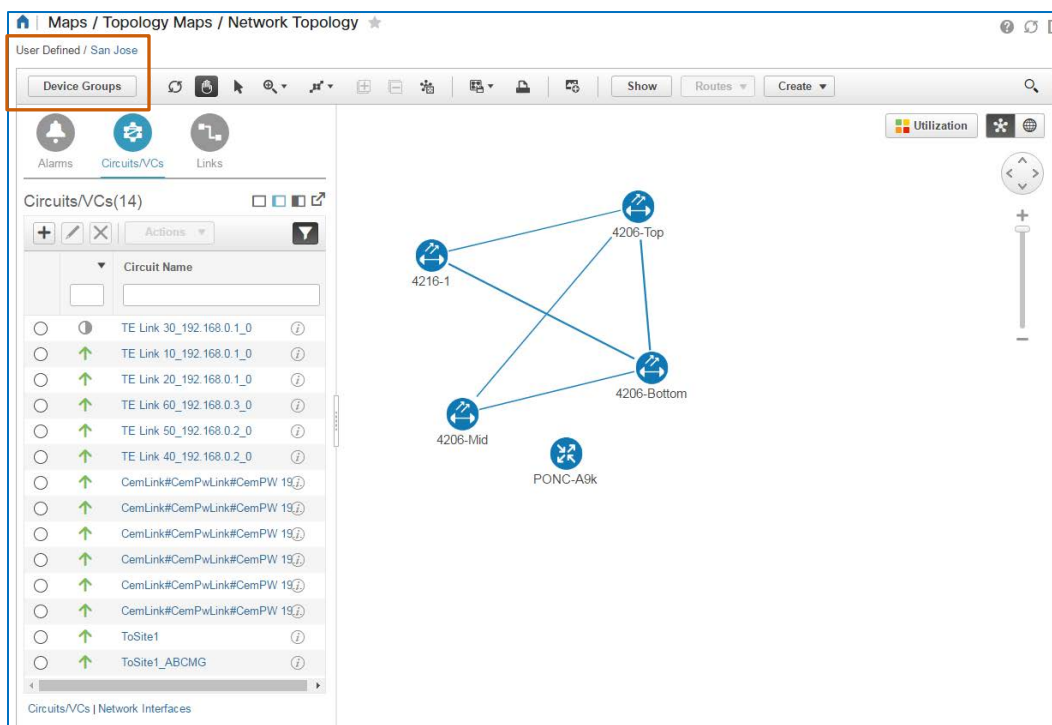 Maps / Topology Maps / Network Topology
User Defined / San Jose
Device Groups
Show
Routes
Create
Alarms
Circuits/VCs
Links
Utilization
Circuits/VCs(14)
Actions
Circuit Name
TE Link 30_192.168.0.1_0
TE Link 10_192.168.0.1_0
TE Link 20_192.168.0.1_0
TE Link 60_192.168.0.3_0
TE Link 50_192.168.0.2_0
TE Link 40_192.168.0.2_0
CemLink#CemPwLink#CemPW 19
CemLink#CemPwLink#CemPW 19
CemLink#CemPwLink#CemPW 19
CemLink#CemPwLink#CemPW 19
CemLink#CemPwLink#CemPW 19
CemLink#CemPwLink#CemPW 19
ToSite1
ToSite1_ABCMG
Circuits/VCs | Network Interfaces
4206-Top
4216-1
4206-Bottom
4206-Mid
PONC-A9k